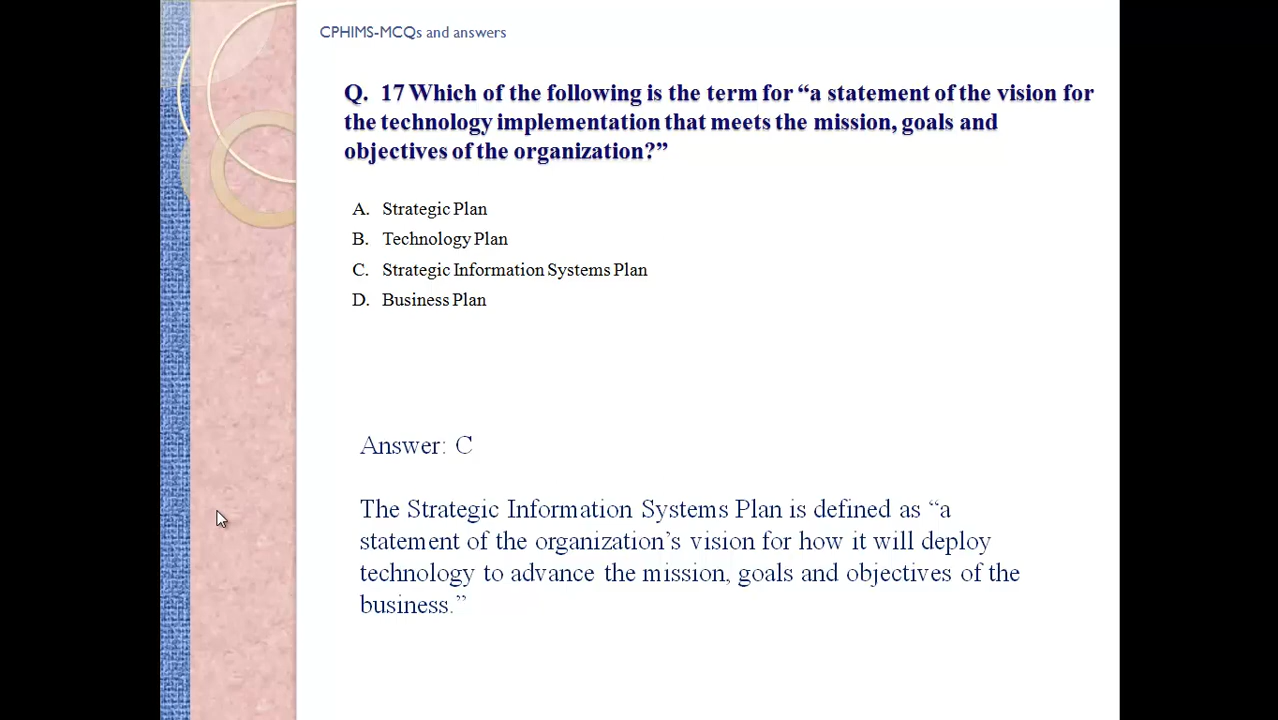 CPHIMS-MCQs and answers
Q. 17 Which of the following is the term for “a statement of the vision for
the technology implementation that meets the mission, goals and
objectives of the organization?”
A. Strategic Plan
B. Technology Plan
C. Strategic Information Systems Plan
D. Business Plan
Answer: C
The Strategic Information Systems Plan is defined as “a
statement of the organization’s vision for how it will deploy
technology to advance the mission, goals and objectives of the
business.”